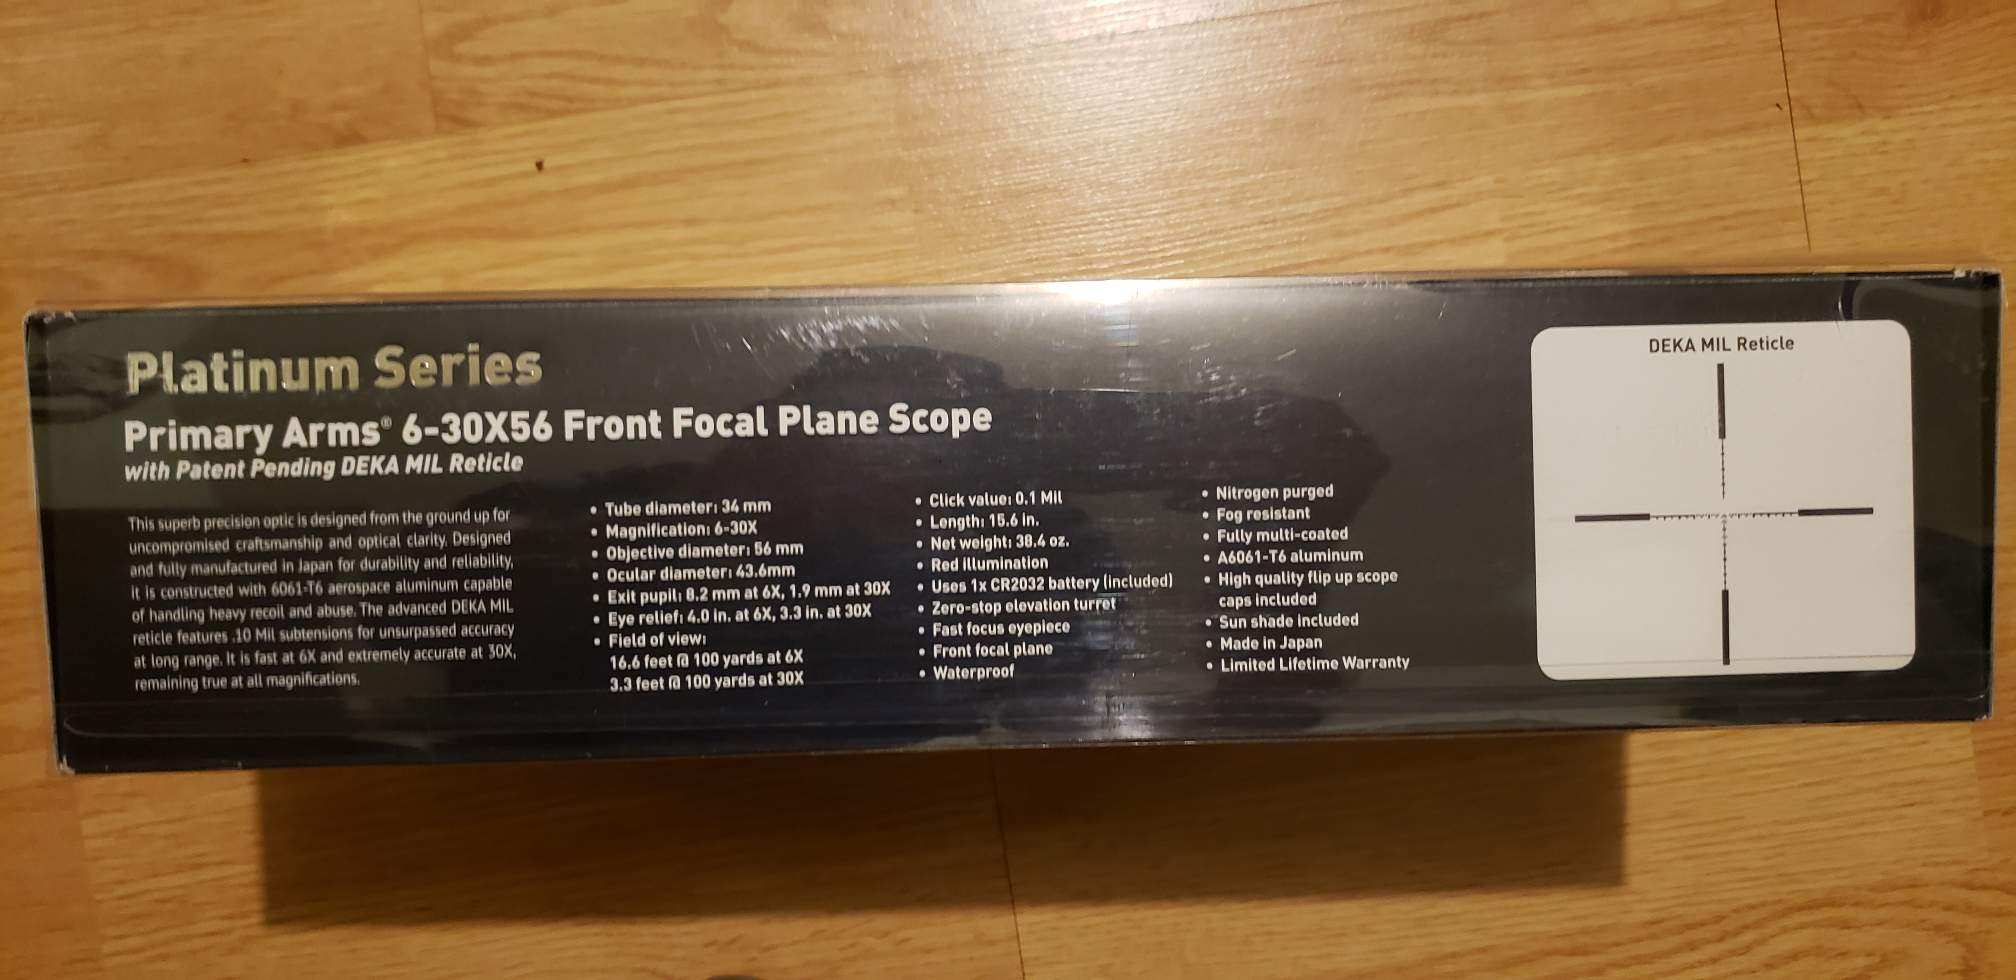 Platinum Series
Primary Arms® 6-30X56 Front Focal Plane Scope
with Patent Pending DEKA MIL Reticle
This superb precision optic is designed from the ground up for
uncompromised craftsmanship and optical clarity. Designed
and fully manufactured in Japan for durability and reliability,
it is constructed with 6061-T6 aerospace aluminum capable
of handling heavy recoil and abuse. The advanced DEKA MIL
reticle features .10 Mil subtensions for unsurpassed accuracy
at long range. It is fast at 6X and extremely accurate at 30X,
remaining true at all magnifications.
• Tube diameter: 34 mm
• Magnification: 6-30X
• Objective diameter: 56 mm
• Ocular diameter: 43.6mm
• Exit pupil: 8.2 mm at 6X, 1.9 mm at 30X
• Eye relief: 4.0 in. at 6X, 3.3 in. at 30X
• Field of view:
16.6 feet @ 100 yards at 6X
3.3 feet @ 100 yards at 30X
• Click value: 0.1 Mil
• Length: 15.6 in.
• Net weight: 38.4 oz.
• Red illumination
• Uses 1x CR2032 battery (included)
• Zero-stop elevation turret
• Fast focus eyepiece
• Front focal plane
• Waterproof
• Nitrogen purged
• Fog resistant
• Fully multi-coated
• A6061-T6 aluminum
• High quality flip up scope
caps included
• Sun shade included
• Made in Japan
• Limited Lifetime Warranty
DEKA MIL Reticle